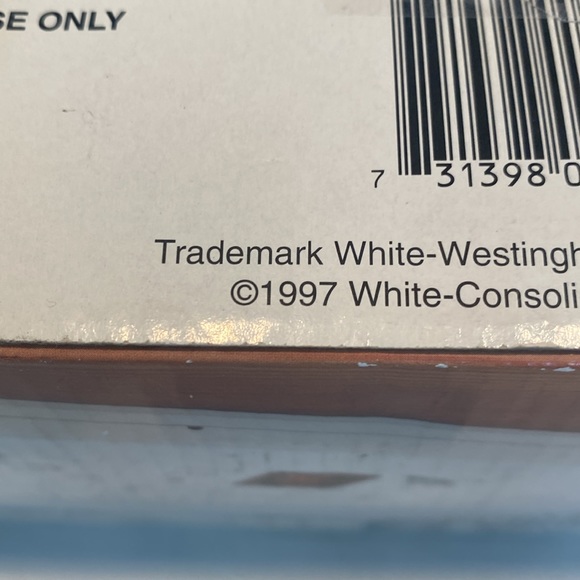 SE ONLY
7 31398 0
Trademark White-Westingh
©1997 White-Consoli